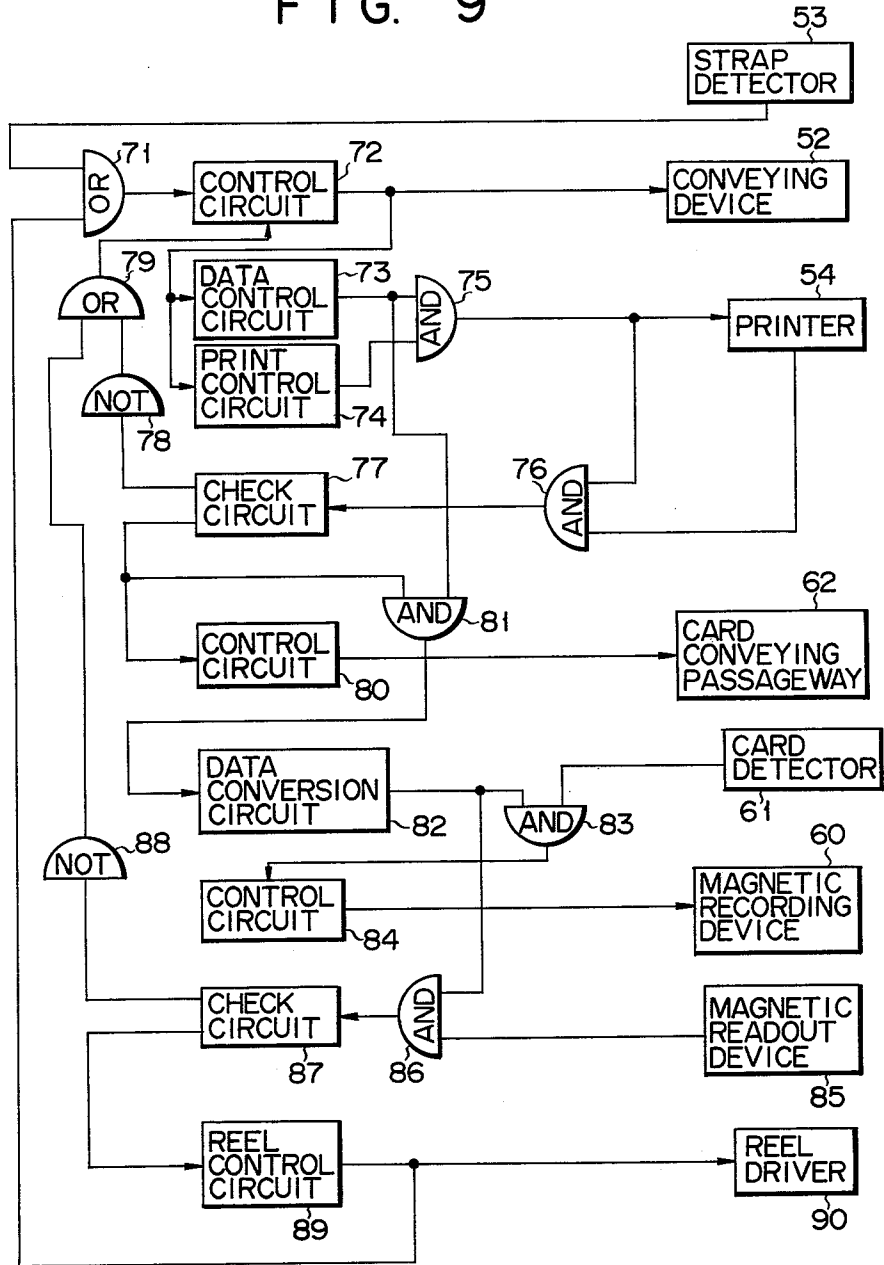 FIG. 9
53
STRAP
DETECTOR
71
OR
72
CONTROL
CIRCUIT
52
CONVEYING
DEVICE
79
OR
73
DATA
CONTROL
CIRCUIT
75
AND
54
PRINTER
PRINT
CONTROL
CIRCUIT
74
NOT
78
77
CHECK
CIRCUIT
76
AND
AND
81
62
CARD
CONVEYING
PASSAGEWAY
CONTROL
CIRCUIT
80
CARD
DETECTOR
61
DATA
CONVERSION
CIRCUIT
82
AND
83
88
NOT
60
MAGNETIC
RECORDING
DEVICE
CONTROL
CIRCUIT
84
CHECK
CIRCUIT
87
AND
86
MAGNETIC
READOUT
DEVICE
85
REEL
CONTROL
CIRCUIT
89
REEL
DRIVER
90